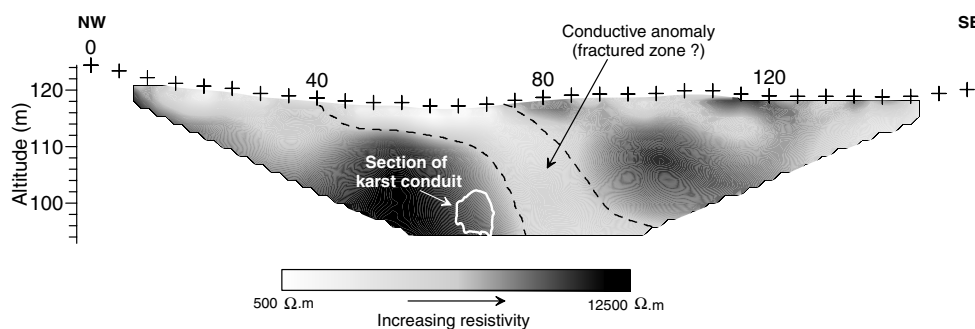 NW
SE
0
40
80
120
Conductive anomaly
(fractured zone ?)
Altitude (m)
120
110
100
Section of
karst conduit
500 Ω.m
12500 Ω.m
Increasing resistivity